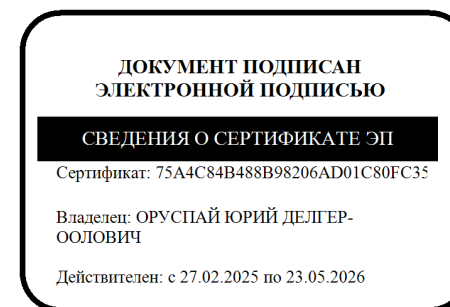 ДОКУМЕНТ ПОДПИСАН
ЭЛЕКТРОННОЙ ПОДПИСЬЮ
СВЕДЕНИЯ О СЕРТИФИКАТЕ ЭП
Сертификат: 75A4C84B488B98206AD01C80FC35
Владелец: ОРУСПАЙ ЮРИЙ ДЕЛГЕР-
ООЛОВИЧ
Действителен: с 27.02.2025 по 23.05.2026